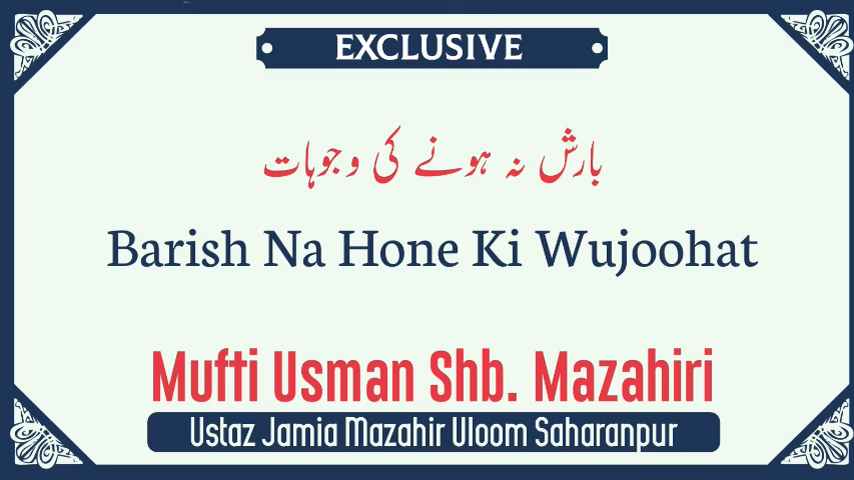 EXCLUSIVE
بارش نہ ہونے کی وجوہات
Barish Na Hone Ki Wujoohat
Mufti Usman Shb. Mazahiri
Ustaz Jamia Mazahir Uloom Saharanpur